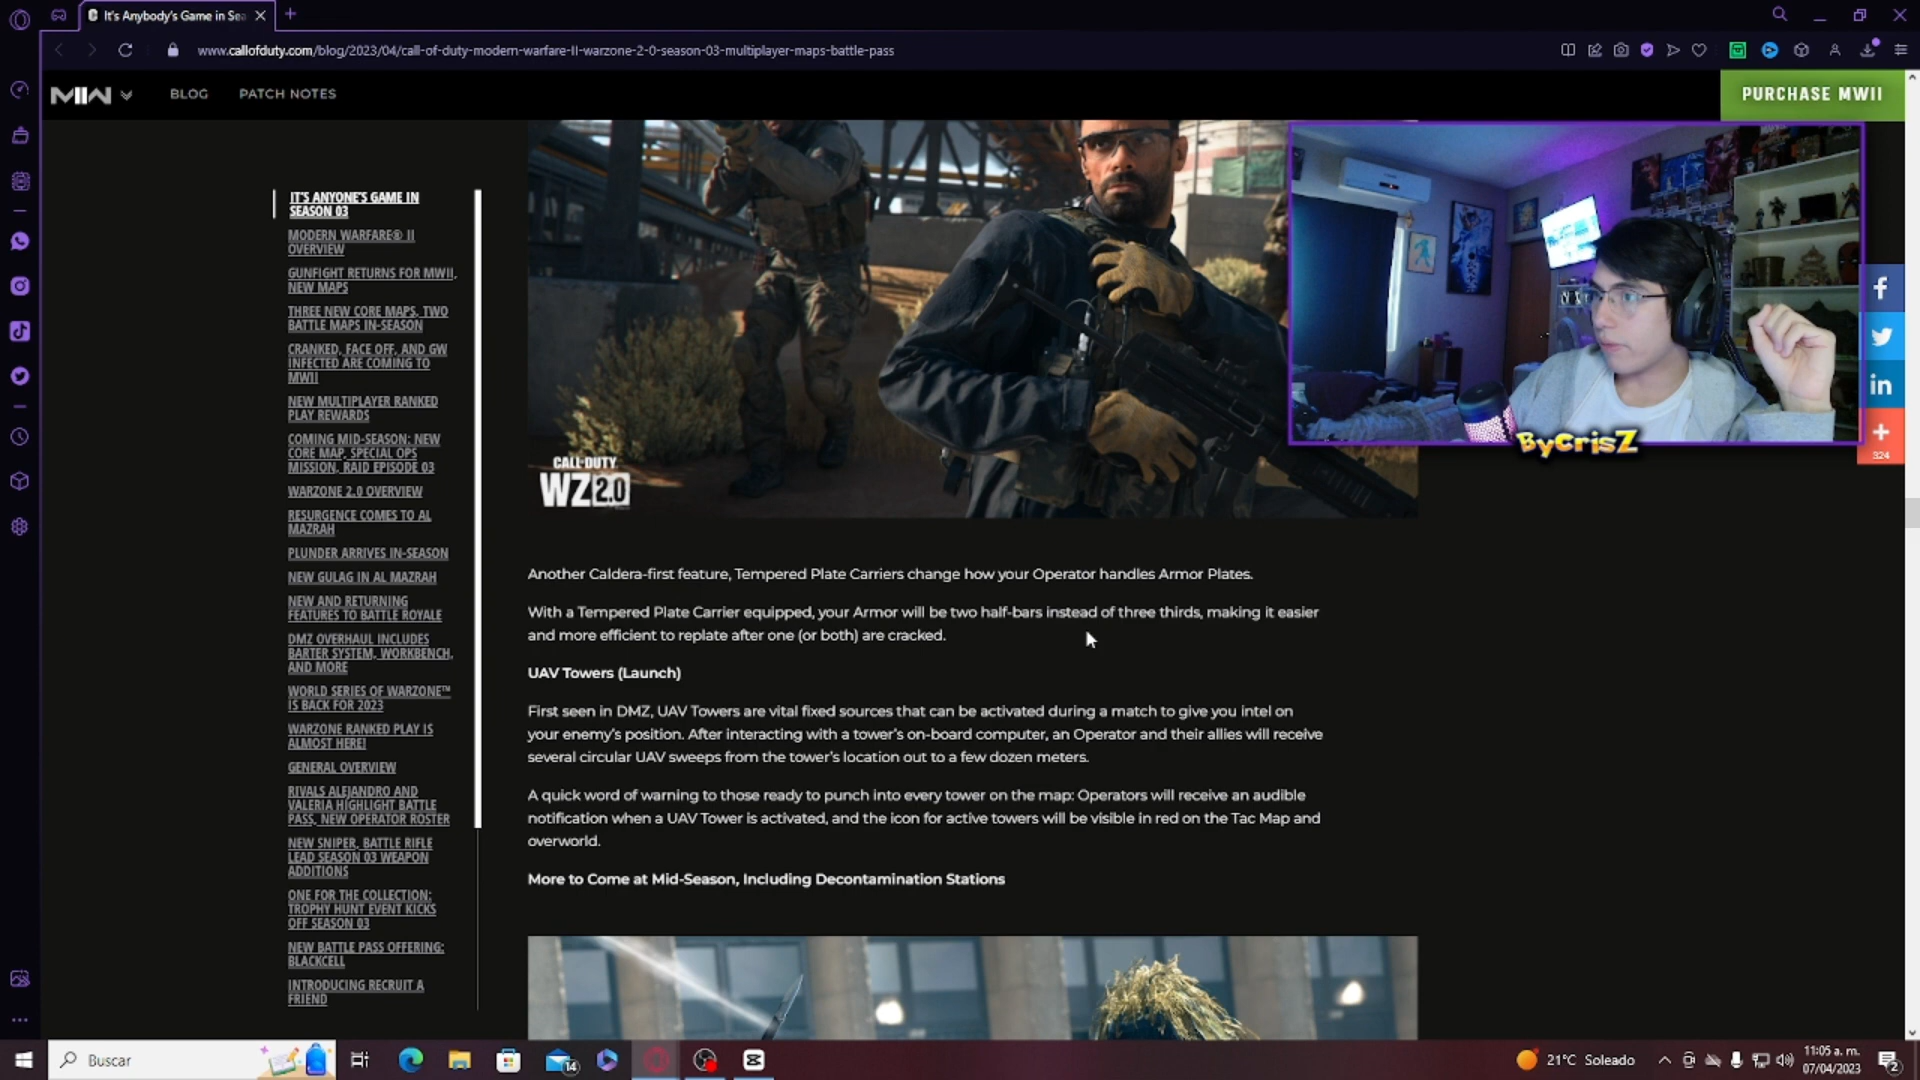 It's Anybody's Game in Sea
www.callofduty.com/blog/2023/04/call-of-duty-modern-warfare-II-warzone-2-0-season-03-multiplayer-maps-battle-pass
MWII
BLOG
PATCH NOTES
PURCHASE MWII
IT'S ANYONE'S GAME IN
SEASON 03
MODERN WARFARE® II
OVERVIEW
GUNFIGHT RETURNS FOR MWII,
NEW MAPS
THREE NEW CORE MAPS, TWO
BATTLE MAPS IN-SEASON
CRANKED, FACE OFF, AND GW
INFECTED ARE COMING TO
MWII
NEW MULTIPLAYER RANKED
PLAY REWARDS
COMING MID-SEASON: NEW
CORE MAP, SPECIAL OPS
MISSION, RAID EPISODE 03
WARZONE 2.0 OVERVIEW
RESURGENCE COMES TO AL
MAZRAH
PLUNDER ARRIVES IN-SEASON
NEW GULAG IN AL MAZRAH
NEW AND RETURNING
FEATURES TO BATTLE ROYALE
DMZ OVERHAUL INCLUDES
BARTER SYSTEM, WORKBENCH,
AND MORE
WORLD SERIES OF WARZONE™
IS BACK FOR 2023
WARZONE RANKED PLAY IS
ALMOST HERE!
GENERAL OVERVIEW
RIVALS ALEJANDRO AND
VALERIA HIGHLIGHT BATTLE
PASS, NEW OPERATOR ROSTER
NEW SNIPER, BATTLE RIFLE
LEAD SEASON 03 WEAPON
ADDITIONS
ONE FOR THE COLLECTION:
TROPHY HUNT EVENT KICKS
OFF SEASON 03
NEW BATTLE PASS OFFERING:
BLACKCELL
INTRODUCING RECRUIT A
FRIEND
CALL·DUTY
WZ 2.0
ByCrisZ
f
in
+
324
Another Caldera-first feature, Tempered Plate Carriers change how your Operator handles Armor Plates.
With a Tempered Plate Carrier equipped, your Armor will be two half-bars instead of three thirds, making it easier
and more efficient to replate after one (or both) are cracked.
UAV Towers (Launch)
First seen in DMZ, UAV Towers are vital fixed sources that can be activated during a match to give you intel on
your enemy's position. After interacting with a tower's on-board computer, an Operator and their allies will receive
several circular UAV sweeps from the tower's location out to a few dozen meters.
A quick word of warning to those ready to punch into every tower on the map: Operators will receive an audible
notification when a UAV Tower is activated, and the icon for active towers will be visible in red on the Tac Map and
overworld.
More to Come at Mid-Season, Including Decontamination Stations
Buscar
14
21°C Soleado
11:05 a. m.
07/04/2023
2